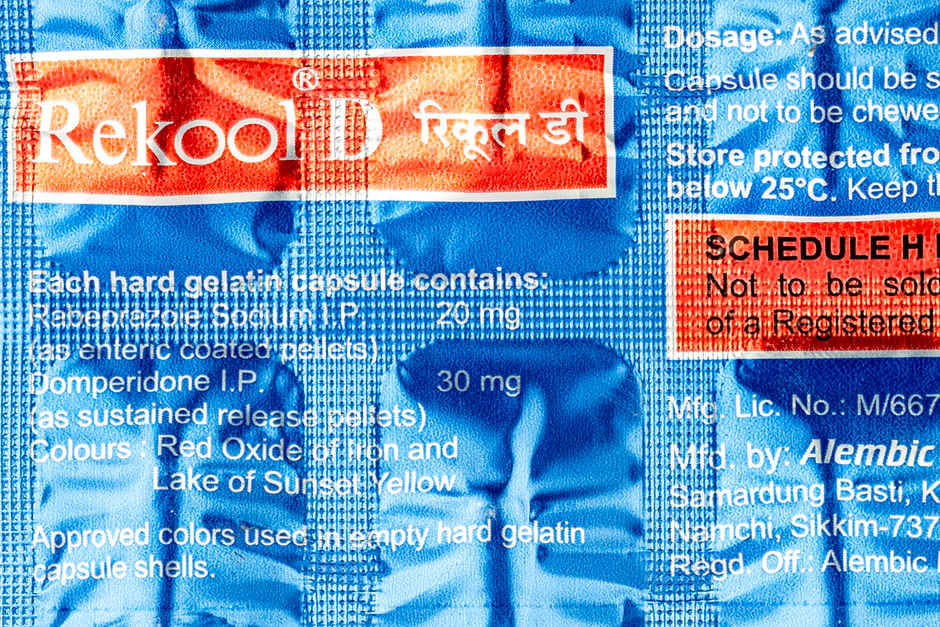 Rekool® D रिकूल डी
Each hard gelatin capsule contains:
Rabeprazole Sodium I.P. 20 mg
(as enteric coated pellets)
Domperidone I.P. 30 mg
(as sustained release pellets)
Colours : Red Oxide of Iron and
Lake of Sunset Yellow
Approved colors used in empty hard gelatin
capsule shells.
Dosage: As advised
Capsule should be s
and not to be chewe
Store protected fro
below 25°C. Keep th
SCHEDULE H
Not to be sold
of a Registered
Mfg. Lic. No.: M/667
Mfd. by: Alembic
Samardung Basti, K
Namchi, Sikkim-737
Regd. Off.: Alembic